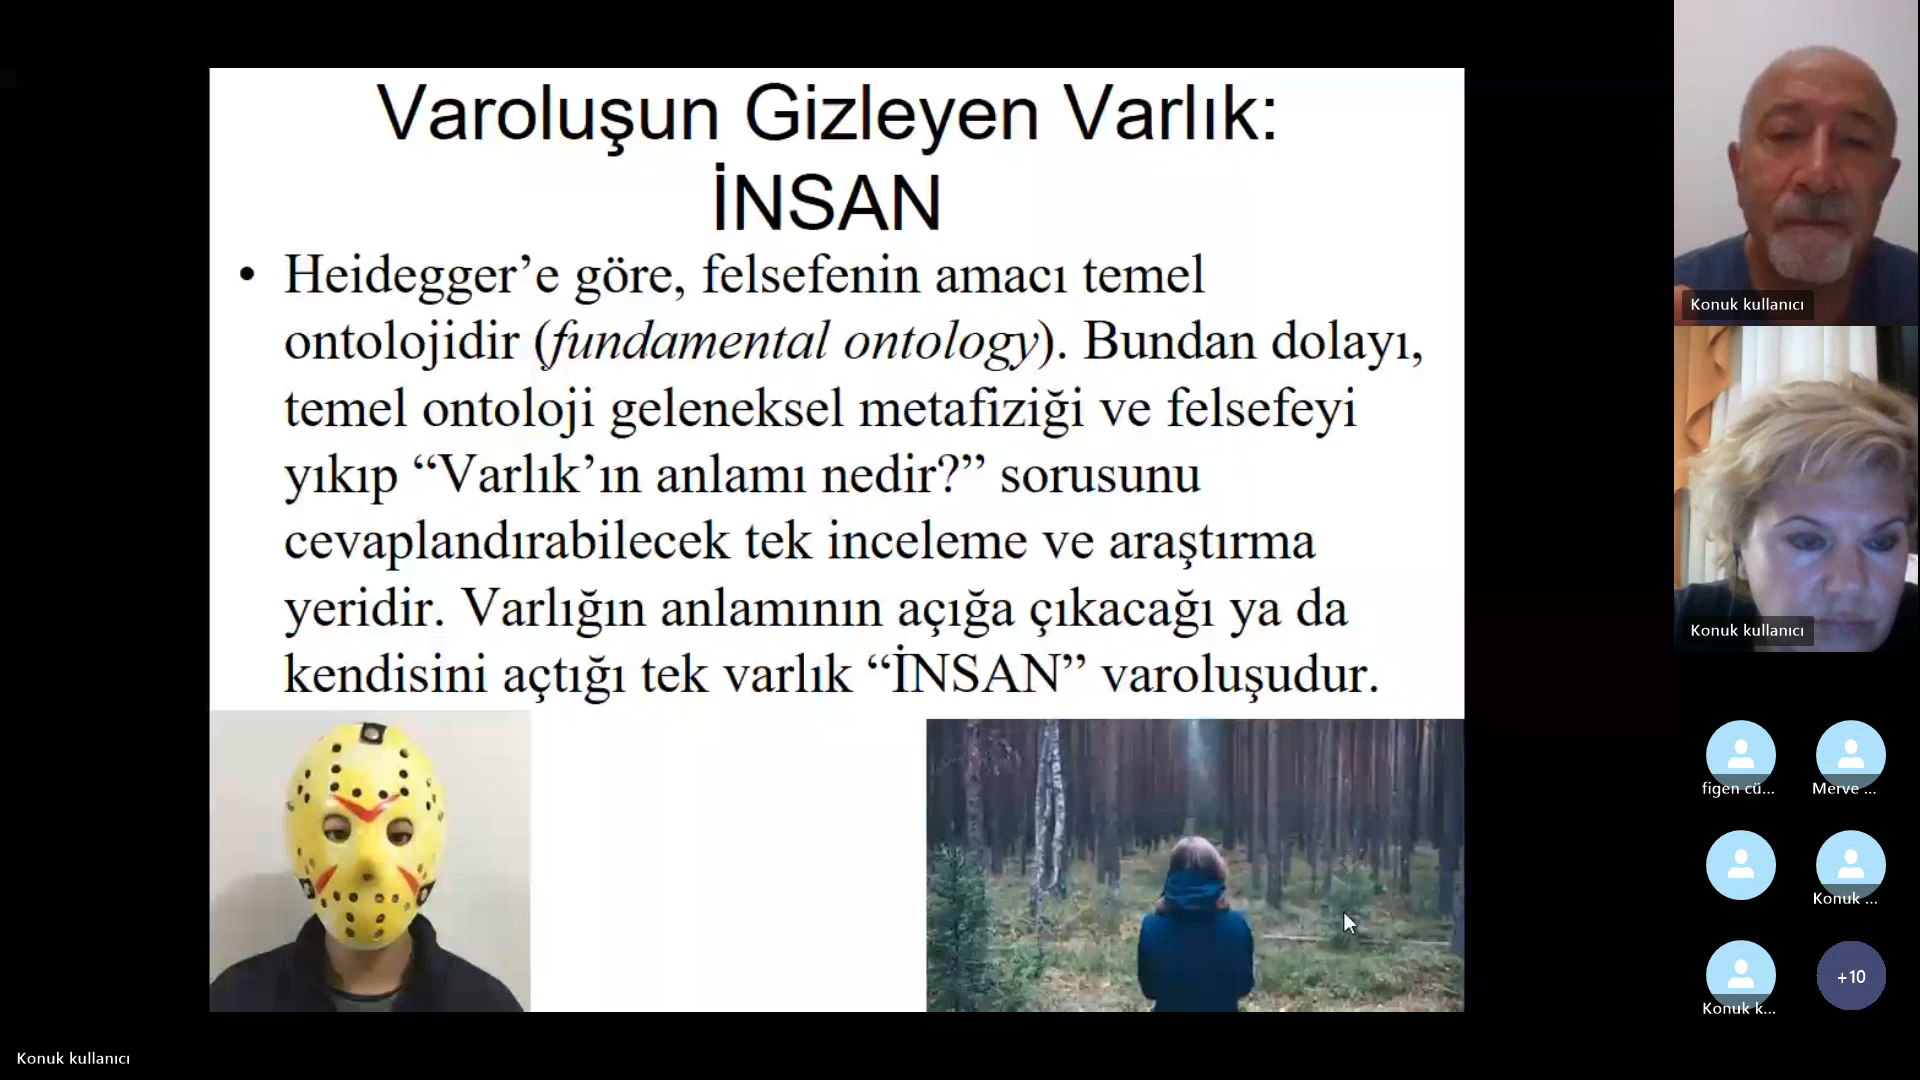 Varoluşun Gizleyen Varlık:
İNSAN
• Heidegger’e göre, felsefenin amacı temel
ontolojidir (fundamental ontology). Bundan dolayı,
temel ontoloji geleneksel metafiziği ve felsefeyi
yıkıp “Varlık’ın anlamı nedir?” sorusunu
cevaplandırabilecek tek inceleme ve araştırma
yeridir. Varlığın anlamının açığa çıkacağı ya da
kendisini açtığı tek varlık “İNSAN” varoluşudur.
Konuk kullanıcı
Konuk kullanıcı
figen cü...
Merve ...
Konuk ...
Konuk k...
+10
Konuk kullanıcı